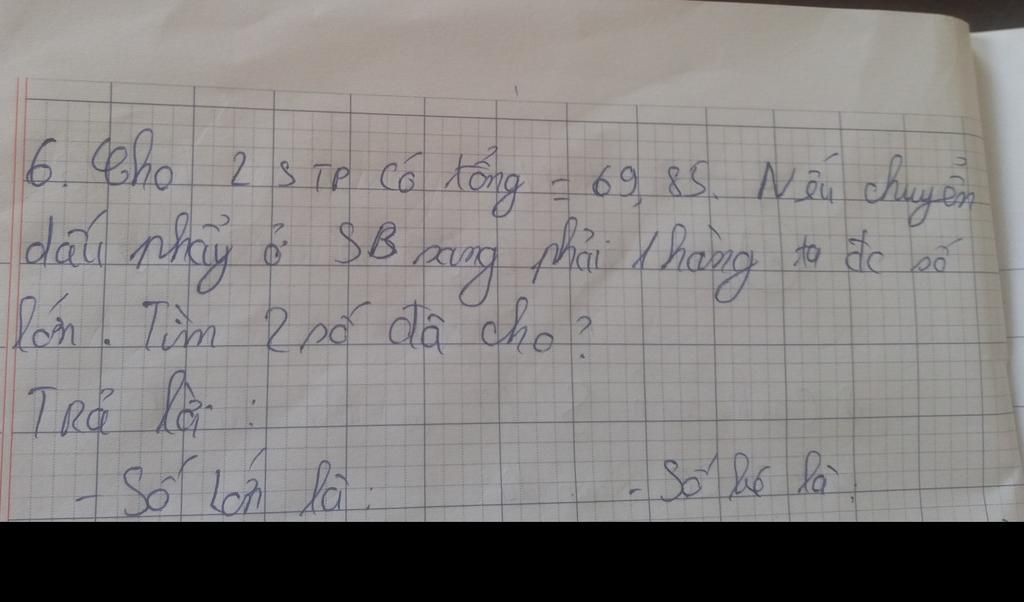 6. Cho 2 STP có tổng = 69,85. Nếu chuyển
dấu phẩy ở SB sang phải 1 hàng ta đc số
lớn. Tìm 2 số đã cho?
Trả lời :
- Số lớn là : - Số bé là :